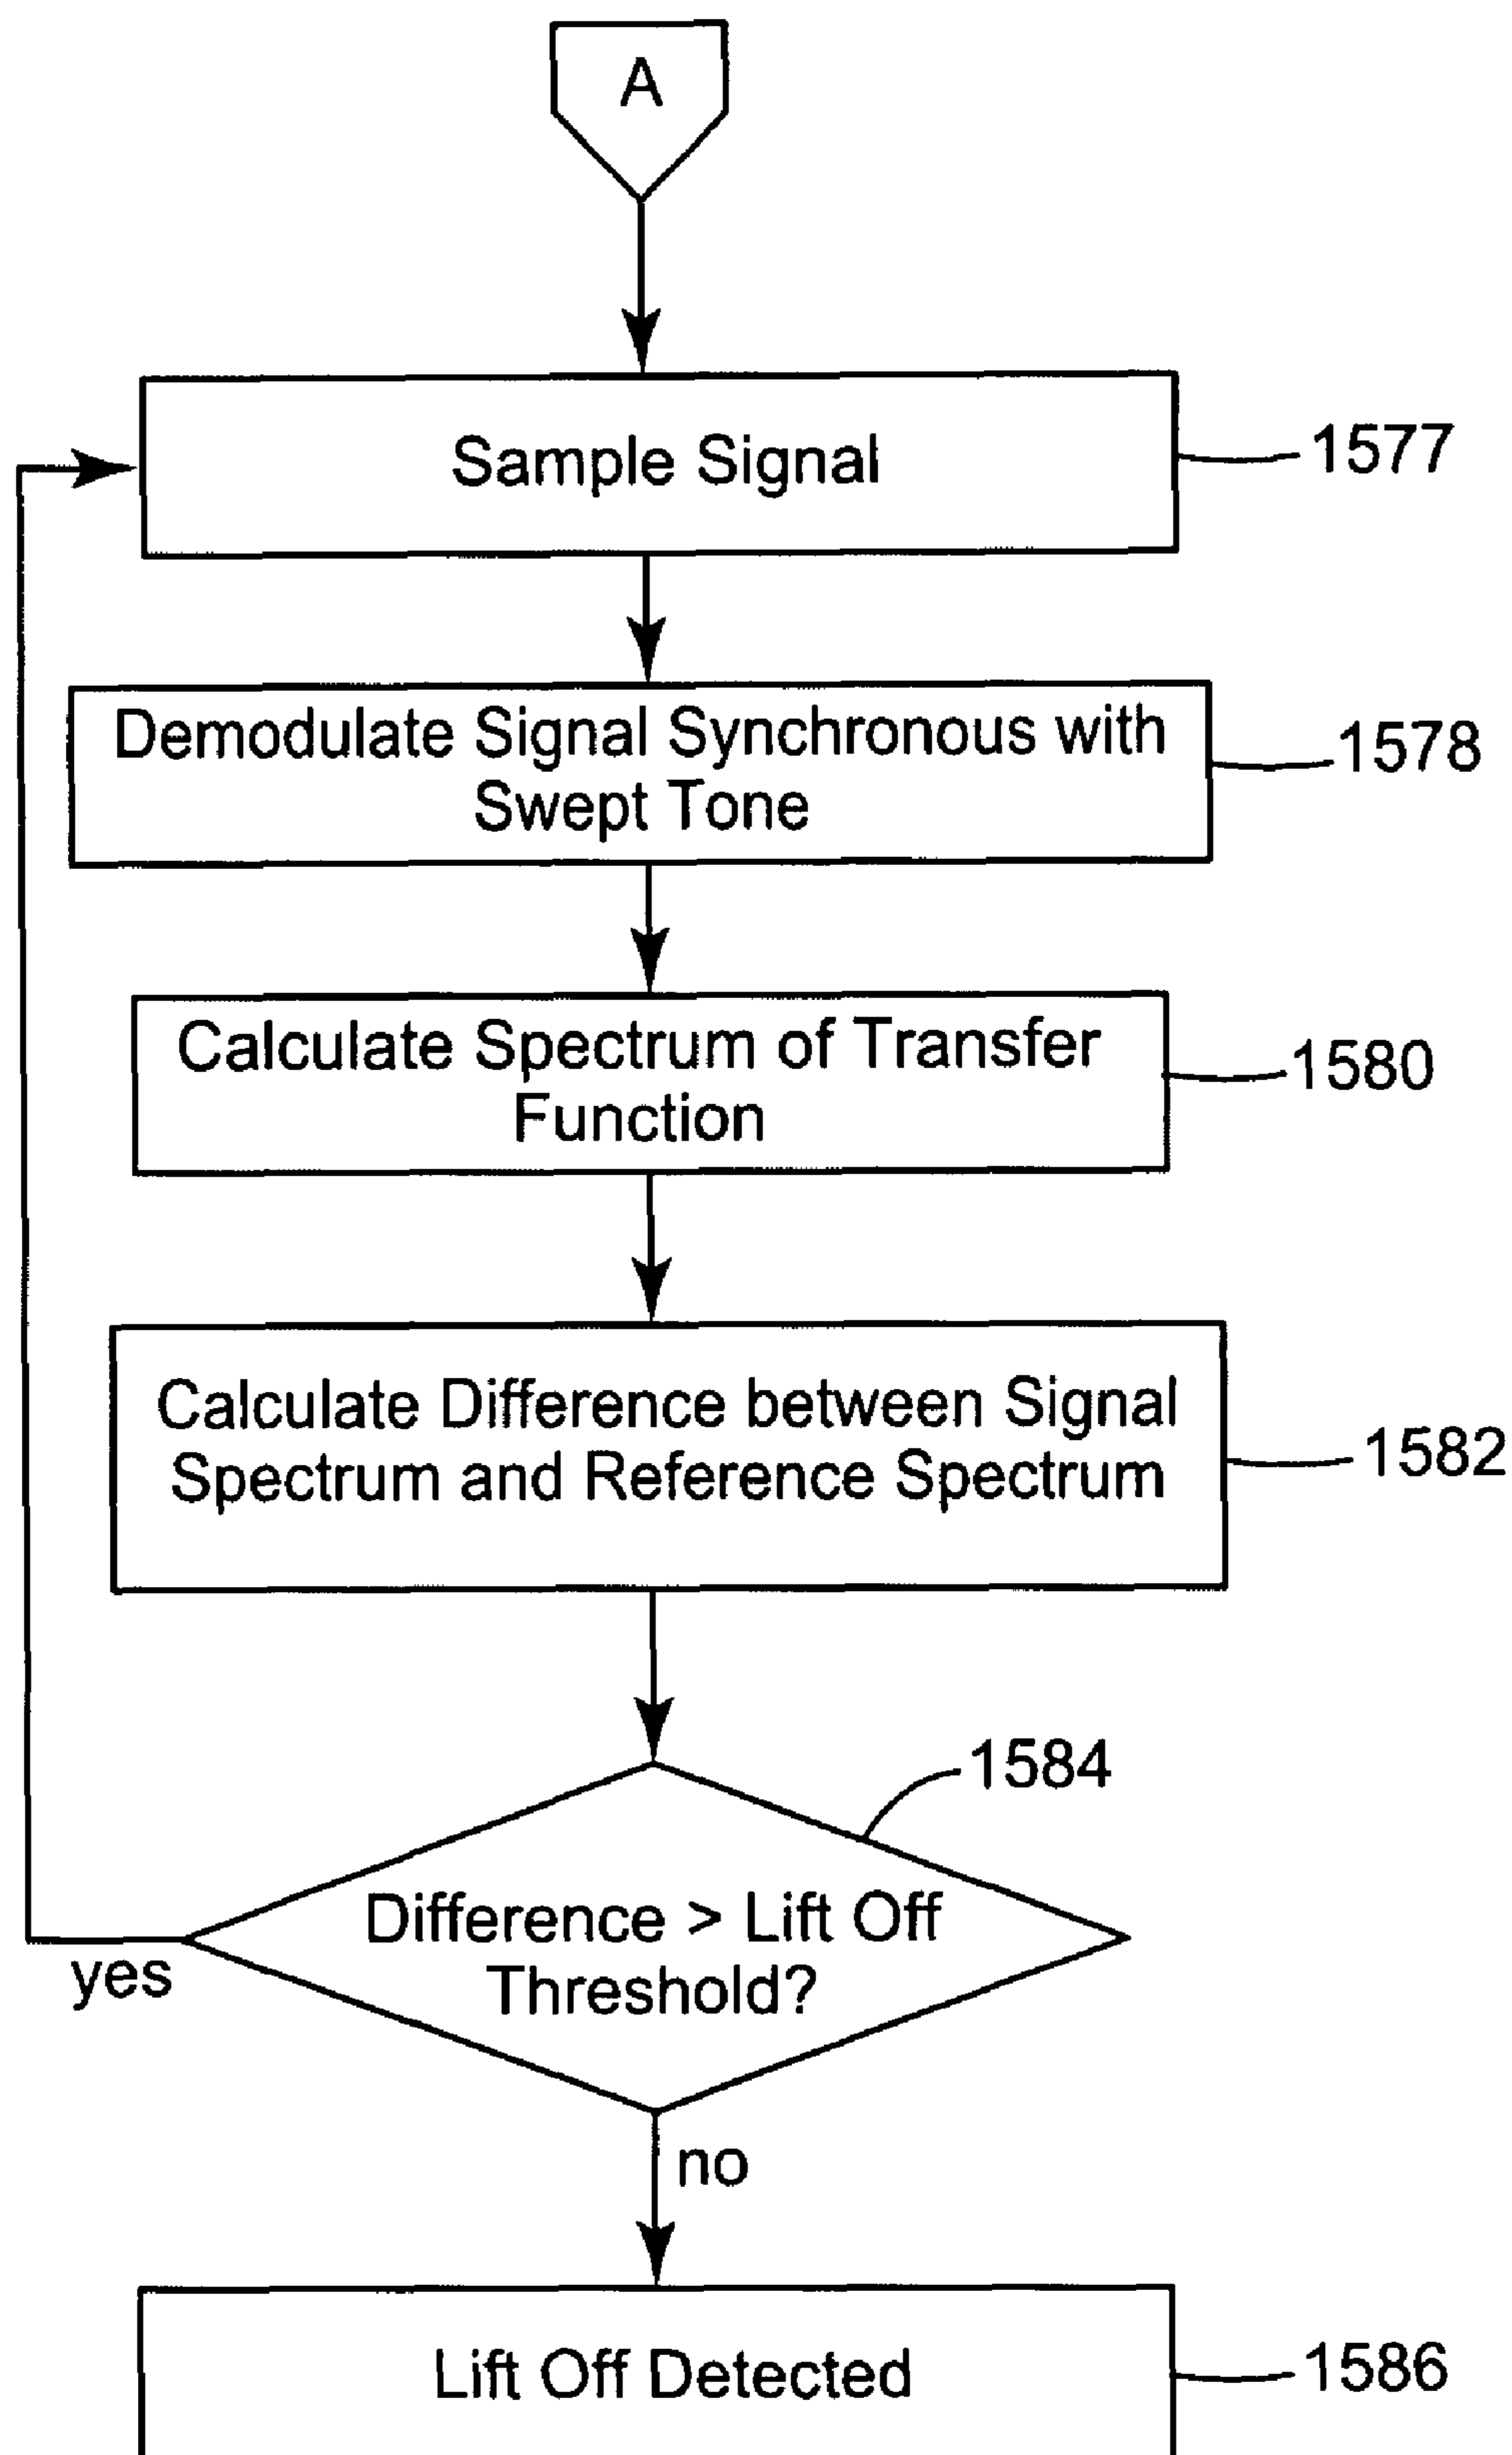 A
Sample Signal
1577
Demodulate Signal Synchronous with
Swept Tone
1578
Calculate Spectrum of Transfer
Function
1580
Calculate Difference between Signal
Spectrum and Reference Spectrum
1582
1584
Difference > Lift Off
Threshold?
yes
no
Lift Off Detected
1586